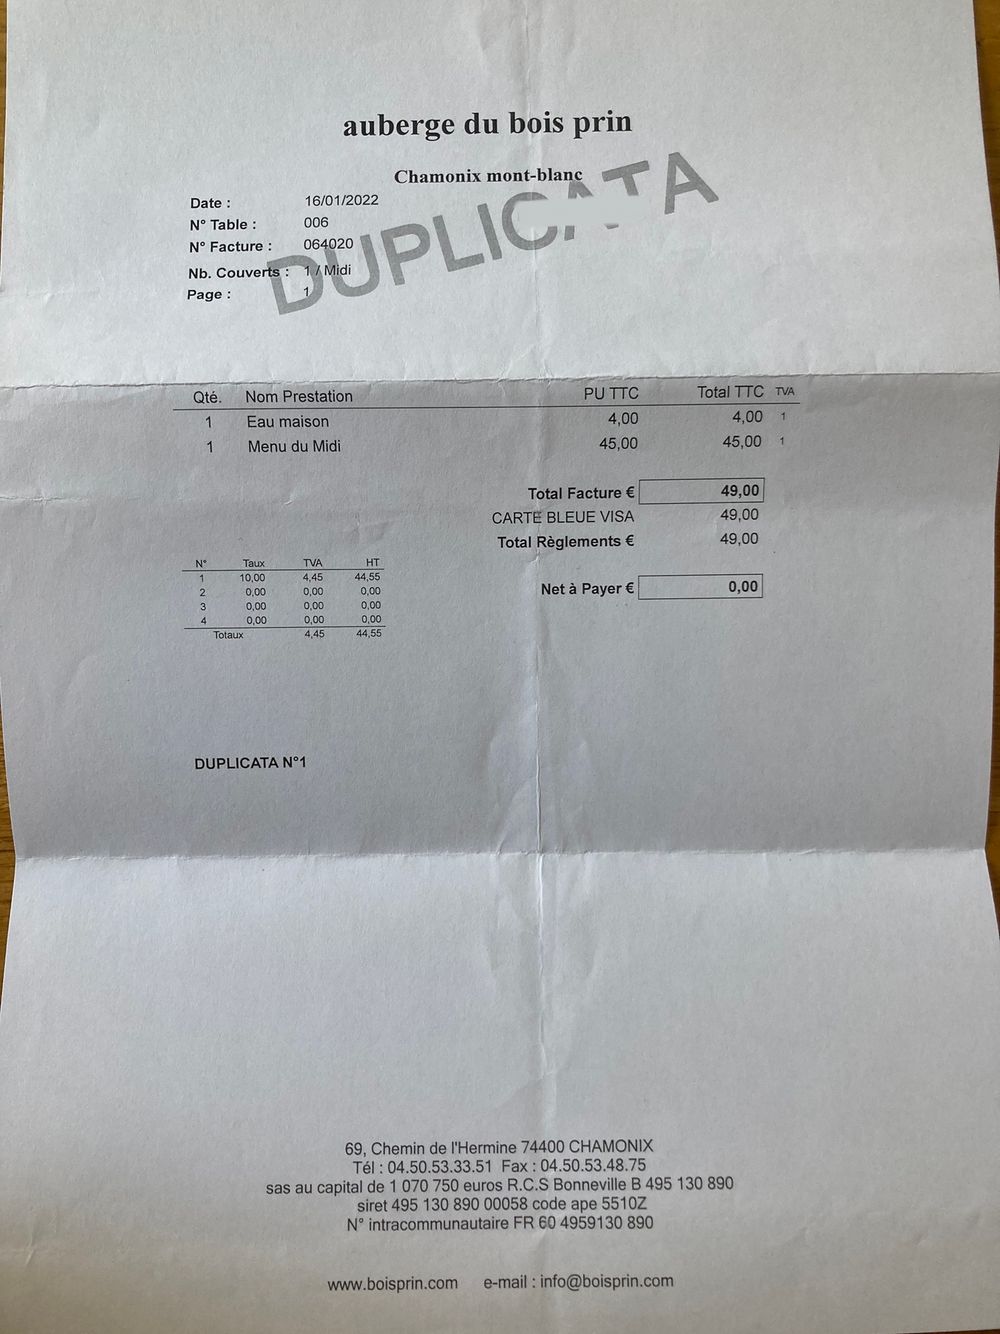 auberge du bois prin
Chamonix mont-blanc
DUPLICATA
Date : 16/01/2022
N° Table : 006
N° Facture : 064020
Nb. Couverts : 1 / Midi
Page : 1
Qté. Nom Prestation PU TTC Total TTC TVA
1 Eau maison 4,00 4,00 1
1 Menu du Midi 45,00 45,00 1
Total Facture € 49,00
CARTE BLEUE VISA 49,00
Total Règlements € 49,00
Net à Payer € 0,00
N° Taux TVA HT
1 10,00 4,45 44,55
2 0,00 0,00 0,00
3 0,00 0,00 0,00
4 0,00 0,00 0,00
Totaux 4,45 44,55
DUPLICATA N°1
69, Chemin de l'Hermine 74400 CHAMONIX
Tél : 04.50.53.33.51 Fax : 04.50.53.48.75
sas au capital de 1 070 750 euros R.C.S Bonneville B 495 130 890
siret 495 130 890 00058 code ape 5510Z
N° intracommunautaire FR 60 4959130 890
www.boisprin.com e-mail : info@boisprin.com